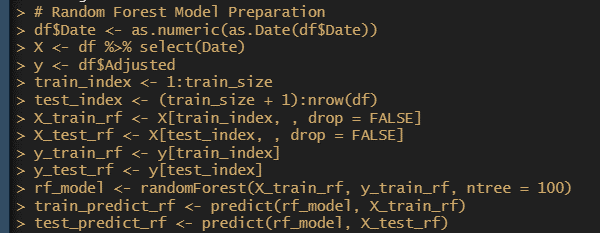 > # Random Forest Model Preparation
> df$Date <- as.numeric(as.Date(df$Date))
> X <- df %>% select(Date)
> y <- df$Adjusted
> train_index <- 1:train_size
> test_index <- (train_size + 1):nrow(df)
> X_train_rf <- X[train_index, , drop = FALSE]
> X_test_rf <- X[test_index, , drop = FALSE]
> y_train_rf <- y[train_index]
> y_test_rf <- y[test_index]
> rf_model <- randomForest(X_train_rf, y_train_rf, ntree = 100)
> train_predict_rf <- predict(rf_model, X_train_rf)
> test_predict_rf <- predict(rf_model, X_test_rf)